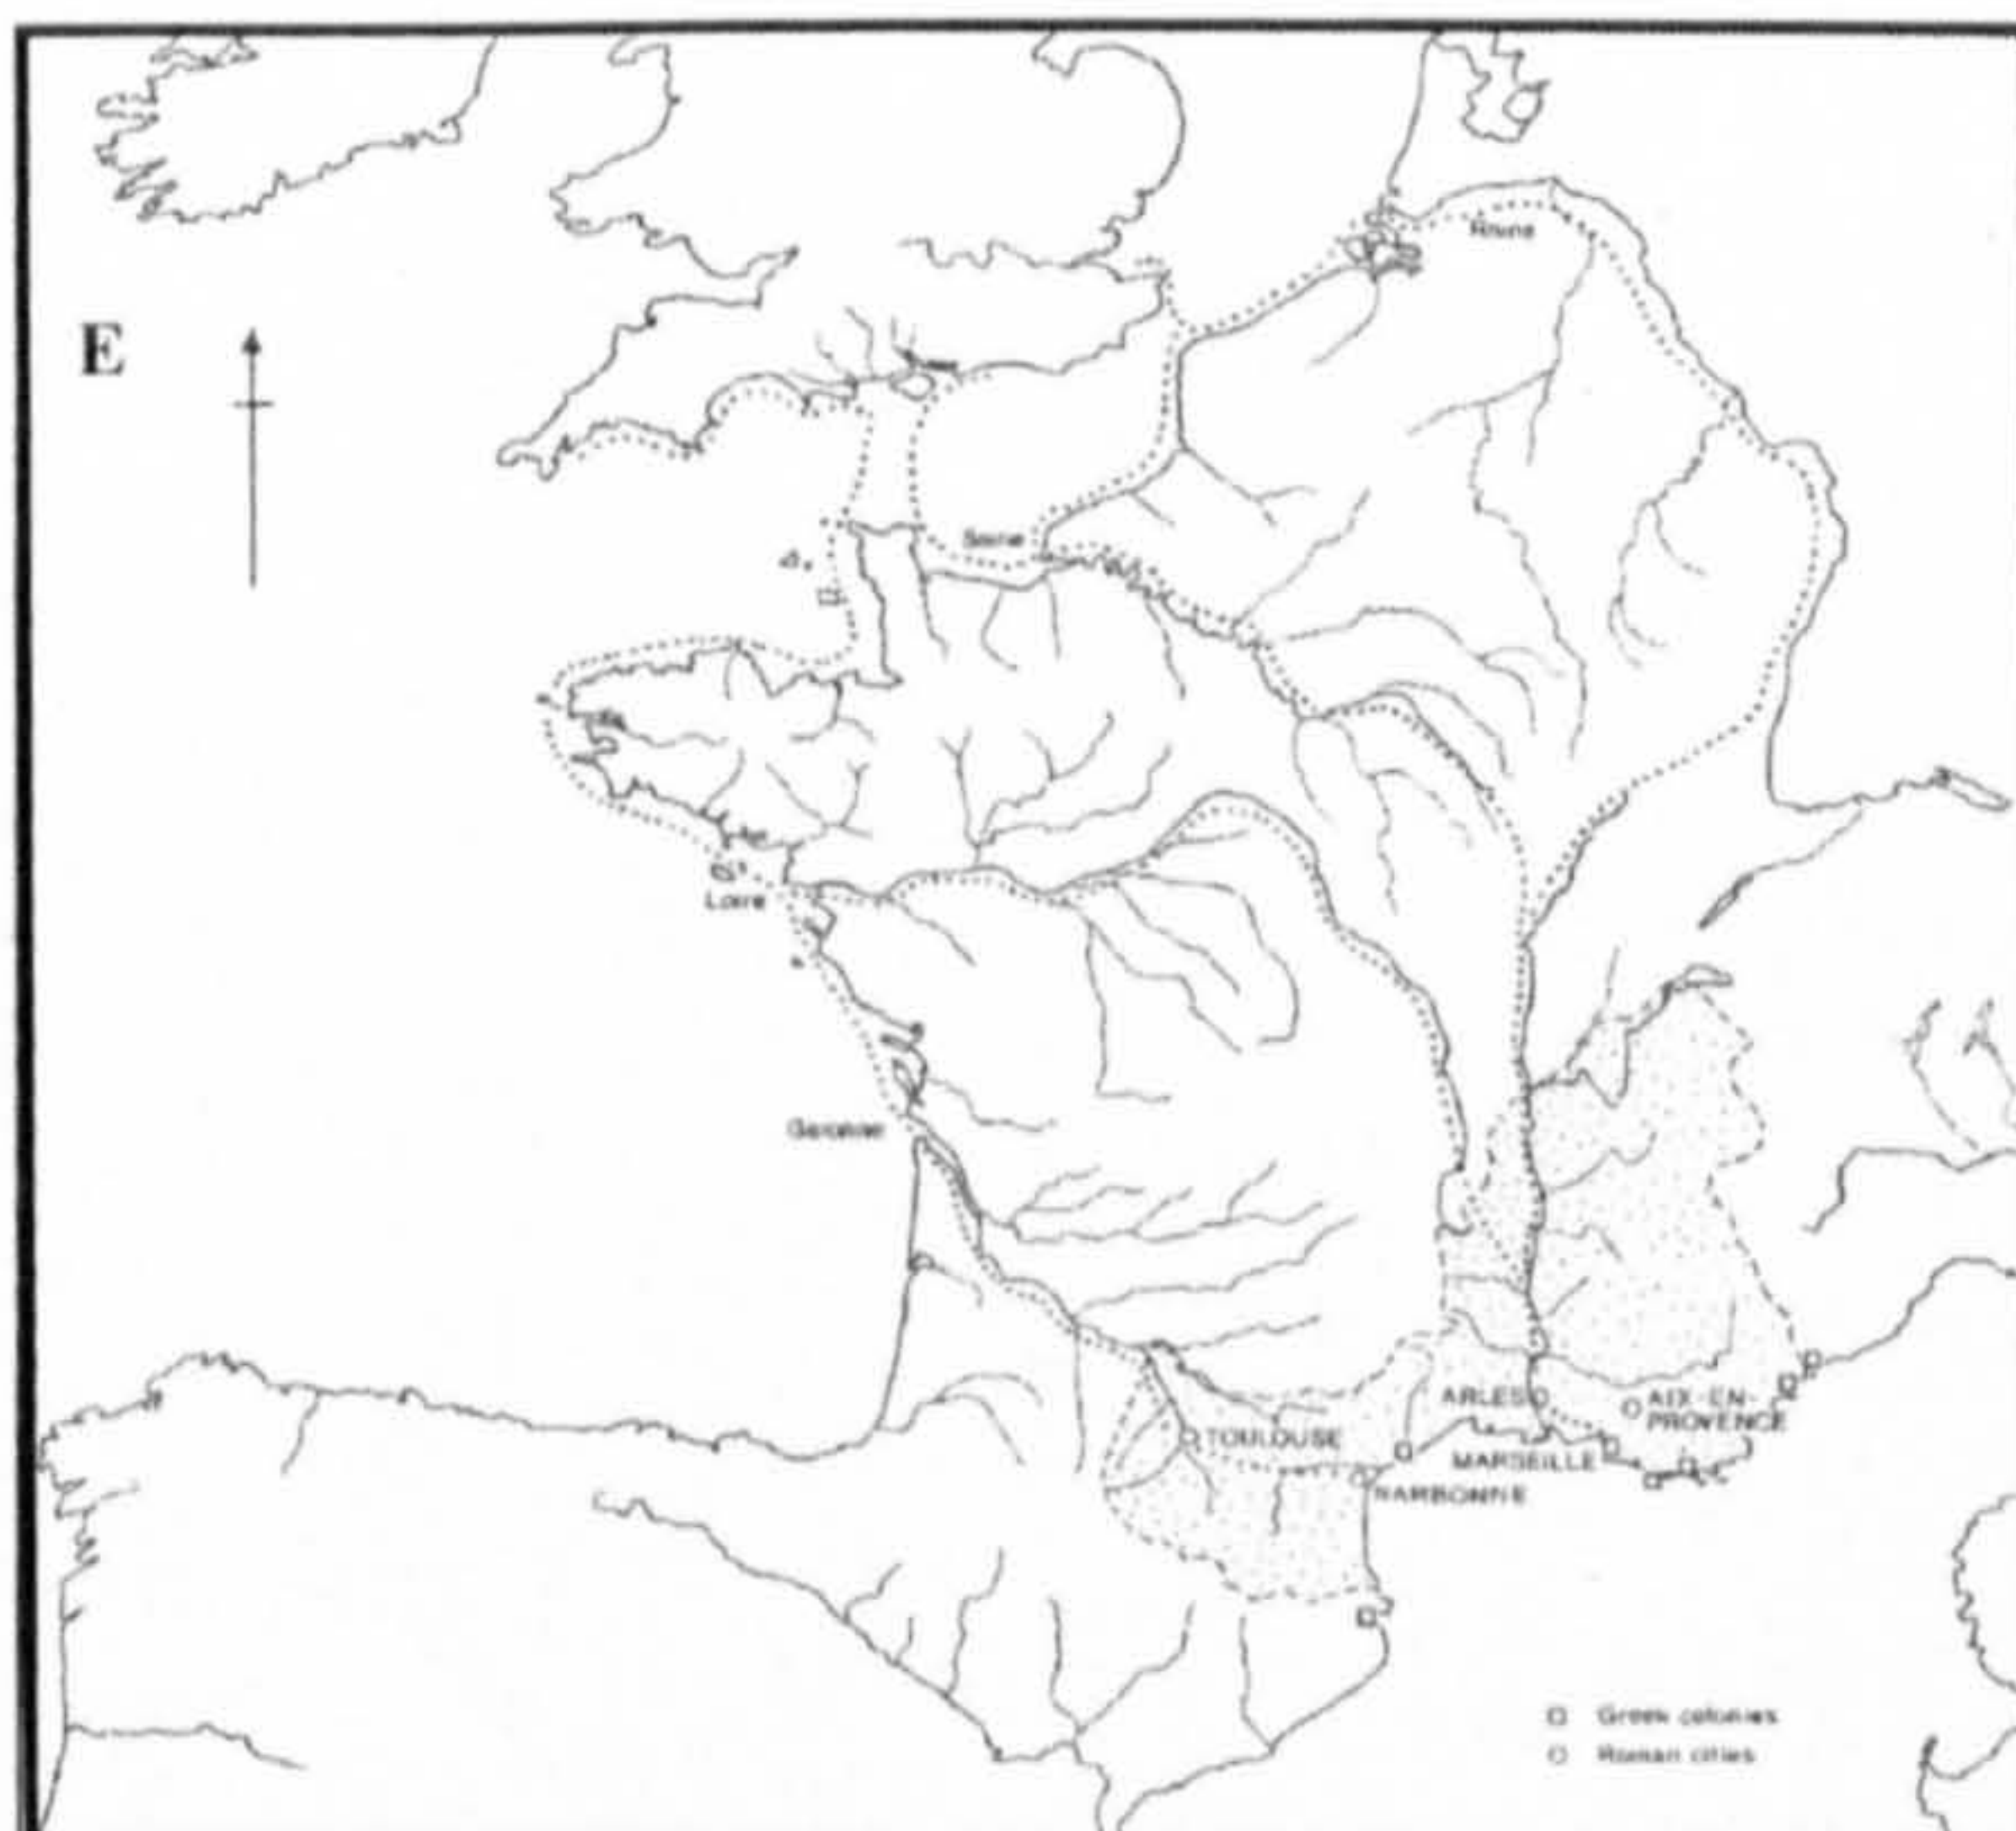 E
Rhine
Seine
Loire
Garonne
ARLES
AIX-EN-
PROVENCE
TOULOUSE
MARSEILLE
NARBONNE
Greek colonies
Roman cities